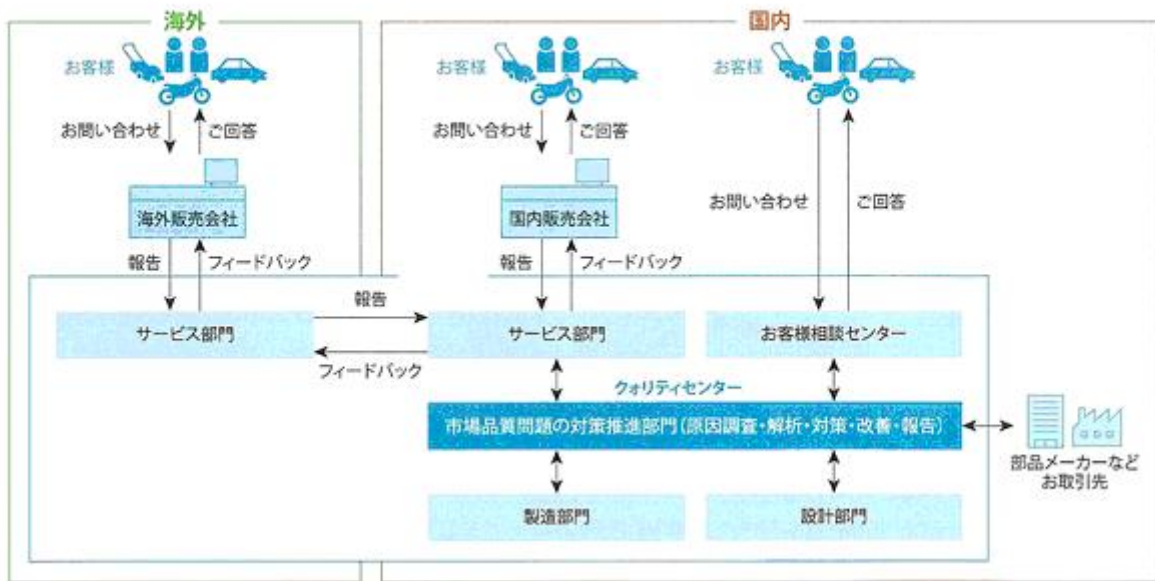 海外
国内
お客様
お客様
お客様
お問い合わせ
ご回答
お問い合わせ
ご回答
お問い合わせ
ご回答
海外販売会社
国内販売会社
報告
フィードバック
報告
フィードバック
報告
サービス部門
サービス部門
お客様相談センター
フィードバック
クォリティセンター
市場品質問題の対策推進部門(原因調査・解析・対策・改善・報告)
部品メーカーなど
お取引先
製造部門
設計部門